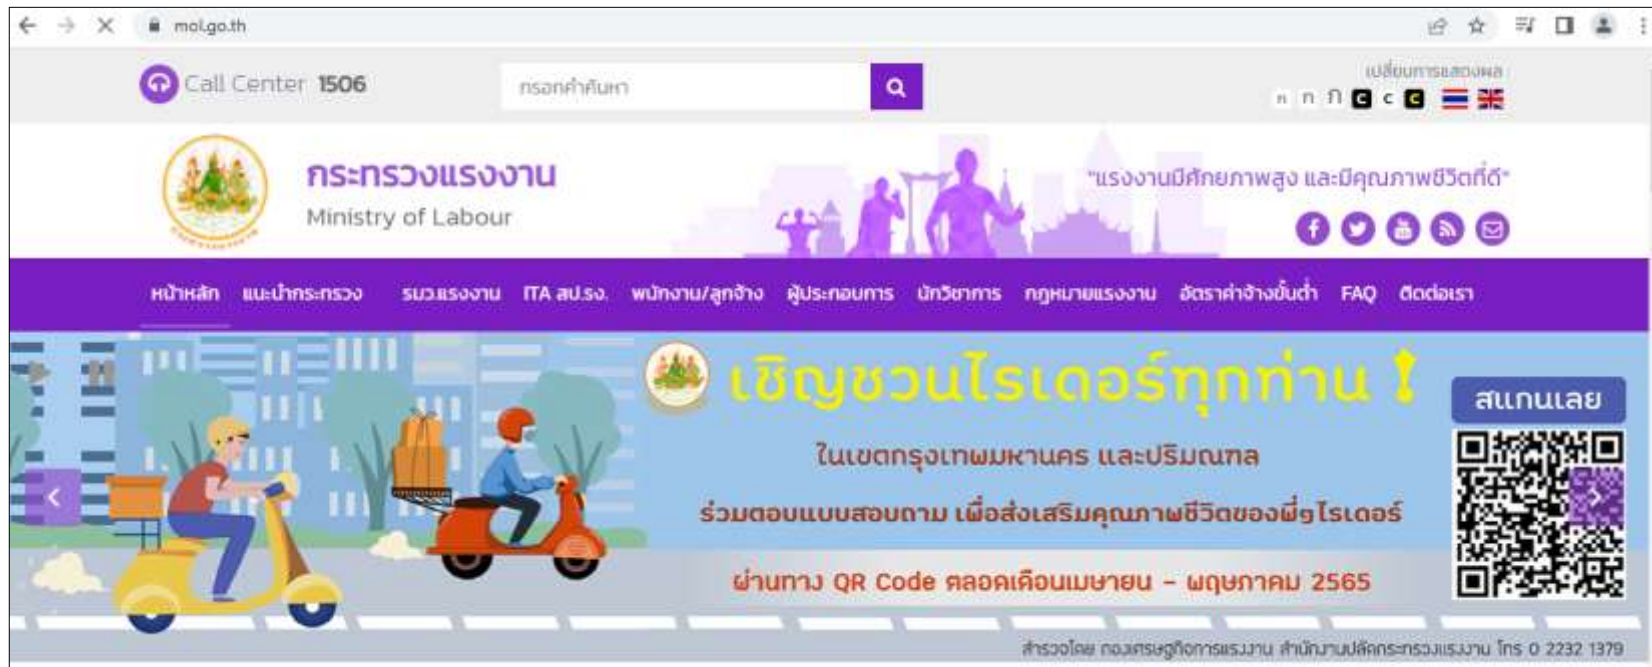 mol.go.th
Call Center 1506
กรอกคำค้นหา
เปลี่ยนการแสดงผล
ก ก ก C C C
กระทรวงแรงงาน
Ministry of Labour
"แรงงานมีศักยภาพสูง และมีคุณภาพชีวิตที่ดี"
หน้าหลัก แนะนำกระทรวง รมว.แรงงาน ITA สป.รง. พนักงาน/ลูกจ้าง ผู้ประกอบการ นักวิชาการ กฎหมายแรงงาน อัตราค่าจ้างขั้นต่ำ FAQ ติดต่อเรา
เชิญชวนไรเดอร์ทุกท่าน !
สแกนเลย
ในเขตกรุงเทพมหานคร และปริมณฑล
ร่วมตอบแบบสอบถาม เพื่อส่งเสริมคุณภาพชีวิตของพี่ๆไรเดอร์
ผ่านทาง QR Code ตลอดเดือนเมษายน - พฤษภาคม 2565
สำรวจโดย กองเศรษฐกิจการแรงงาน สำนักงานปลัดกระทรวงแรงงาน โทร 0 2232 1379